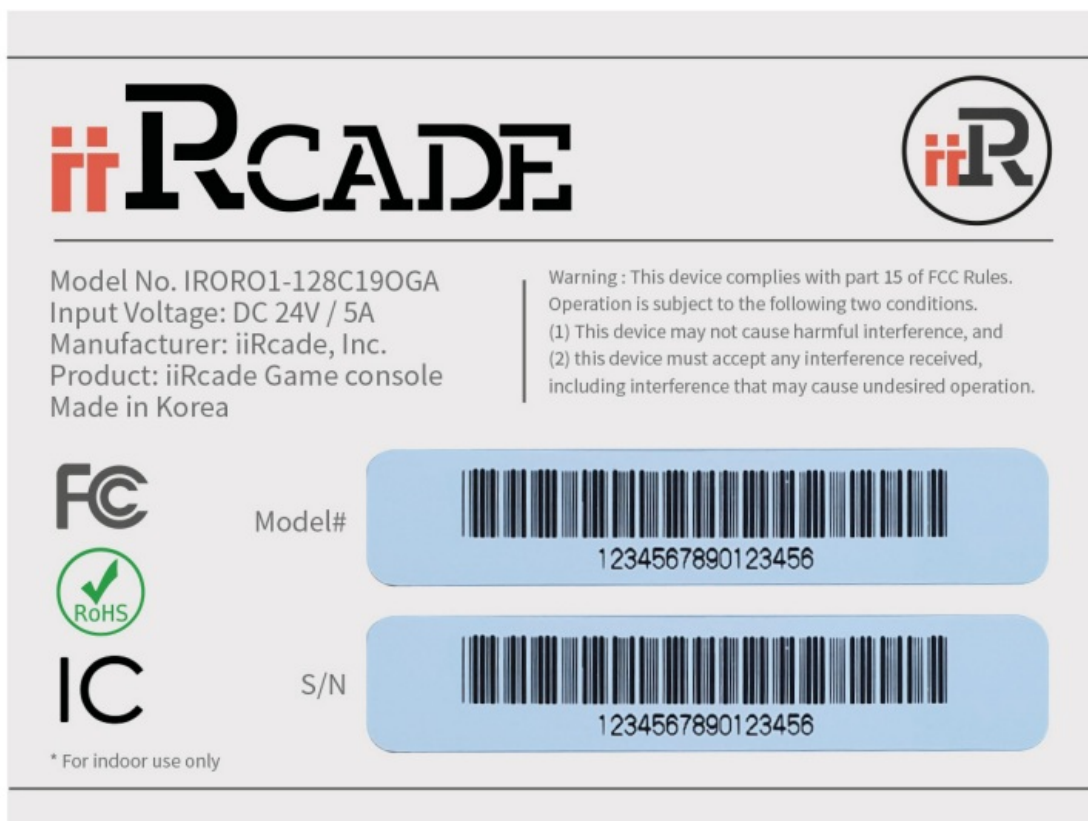 iiRCADE
iiR
Model No. IRORO1-128C19OGA
Input Voltage: DC 24V / 5A
Manufacturer: iiRcade, Inc.
Product: iiRcade Game console
Made in Korea
Warning : This device complies with part 15 of FCC Rules.
Operation is subject to the following two conditions.
(1) This device may not cause harmful interference, and
(2) this device must accept any interference received,
including interference that may cause undesired operation.
FCC
RoHS
IC
Model#
1234567890123456
S/N
1234567890123456
* For indoor use only